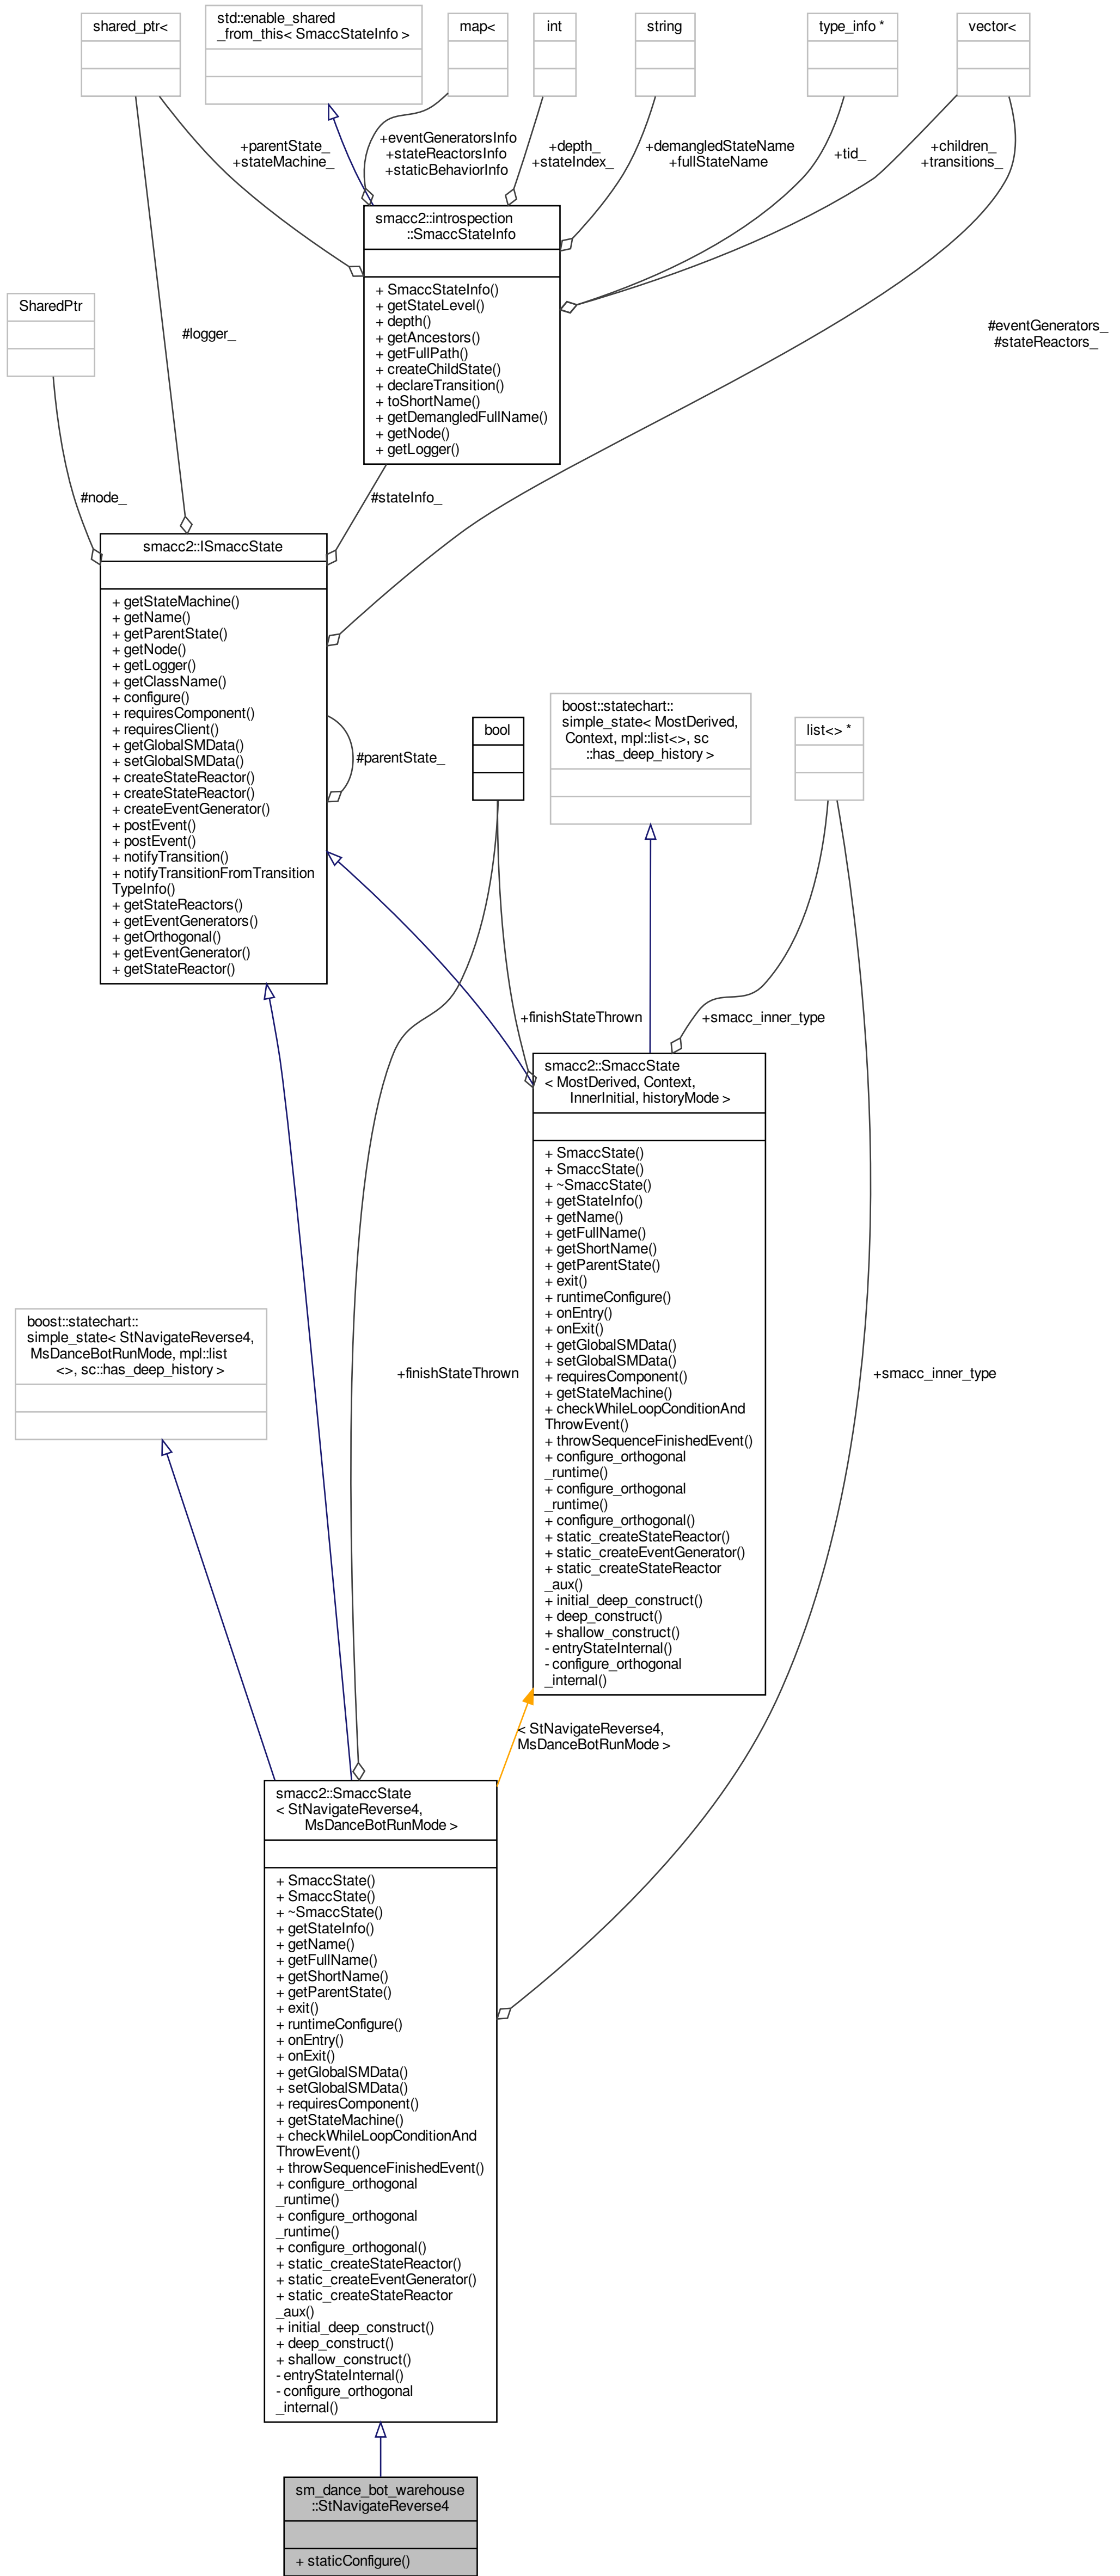 shared_ptr<
std::enable_shared
_from_this< SmaccStateInfo >
map<
int
string
type_info *
vector<
+parentState_
+stateMachine_
+eventGeneratorsInfo
+stateReactorsInfo
+staticBehaviorInfo
+depth_
+stateIndex_
+demangledStateName
+fullStateName
+tid_
+children_
+transitions_
smacc2::introspection
::SmaccStateInfo
+ SmaccStateInfo()
+ getStateLevel()
+ depth()
+ getAncestors()
+ getFullPath()
+ createChildState()
+ declareTransition()
+ toShortName()
+ getDemangledFullName()
+ getNode()
+ getLogger()
SharedPtr
#logger_
#eventGenerators_
#stateReactors_
#node_
#stateInfo_
smacc2::ISmaccState
+ getStateMachine()
+ getName()
+ getParentState()
+ getNode()
+ getLogger()
+ getClassName()
+ configure()
+ requiresComponent()
+ requiresClient()
+ getGlobalSMData()
+ setGlobalSMData()
+ createStateReactor()
+ createStateReactor()
+ createEventGenerator()
+ postEvent()
+ postEvent()
+ notifyTransition()
+ notifyTransitionFromTransition
TypeInfo()
+ getStateReactors()
+ getEventGenerators()
+ getOrthogonal()
+ getEventGenerator()
+ getStateReactor()
#parentState_
bool
boost::statechart::
simple_state< MostDerived,
Context, mpl::list<>, sc
::has_deep_history >
list<> *
+finishStateThrown
+smacc_inner_type
smacc2::SmaccState
< MostDerived, Context,
InnerInitial, historyMode >
+ SmaccState()
+ SmaccState()
+ ~SmaccState()
+ getStateInfo()
+ getName()
+ getFullName()
+ getShortName()
+ getParentState()
+ exit()
+ runtimeConfigure()
+ onEntry()
+ onExit()
+ getGlobalSMData()
+ setGlobalSMData()
+ requiresComponent()
+ getStateMachine()
+ checkWhileLoopConditionAnd
ThrowEvent()
+ throwSequenceFinishedEvent()
+ configure_orthogonal
_runtime()
+ configure_orthogonal
_runtime()
+ configure_orthogonal()
+ static_createStateReactor()
+ static_createEventGenerator()
+ static_createStateReactor
_aux()
+ initial_deep_construct()
+ deep_construct()
+ shallow_construct()
- entryStateInternal()
- configure_orthogonal
_internal()
boost::statechart::
simple_state< StNavigateReverse4,
MsDanceBotRunMode, mpl::list
<>, sc::has_deep_history >
+finishStateThrown
+smacc_inner_type
< StNavigateReverse4,
MsDanceBotRunMode >
smacc2::SmaccState
< StNavigateReverse4,
MsDanceBotRunMode >
+ SmaccState()
+ SmaccState()
+ ~SmaccState()
+ getStateInfo()
+ getName()
+ getFullName()
+ getShortName()
+ getParentState()
+ exit()
+ runtimeConfigure()
+ onEntry()
+ onExit()
+ getGlobalSMData()
+ setGlobalSMData()
+ requiresComponent()
+ getStateMachine()
+ checkWhileLoopConditionAnd
ThrowEvent()
+ throwSequenceFinishedEvent()
+ configure_orthogonal
_runtime()
+ configure_orthogonal
_runtime()
+ configure_orthogonal()
+ static_createStateReactor()
+ static_createEventGenerator()
+ static_createStateReactor
_aux()
+ initial_deep_construct()
+ deep_construct()
+ shallow_construct()
- entryStateInternal()
- configure_orthogonal
_internal()
sm_dance_bot_warehouse
::StNavigateReverse4
+ staticConfigure()